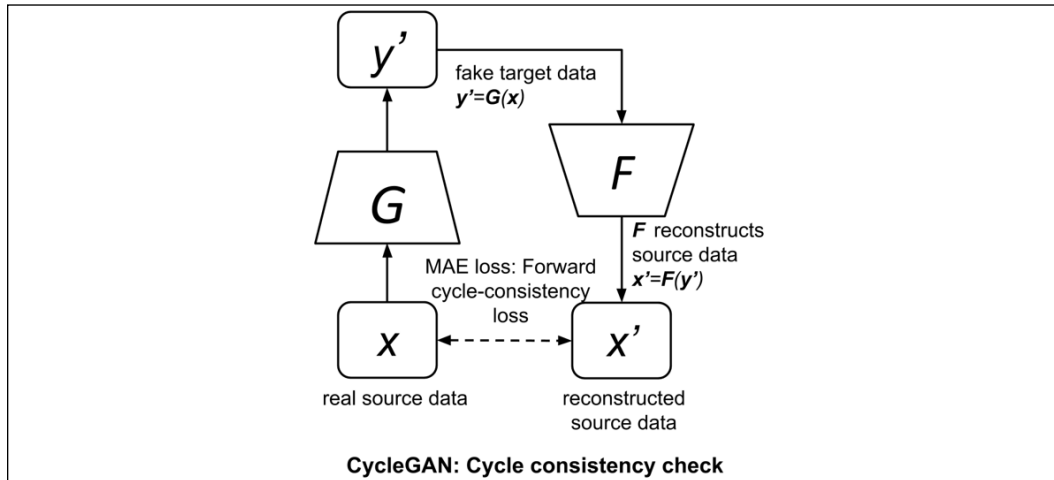 y’
fake target data
y’=G(x)
G
F
F reconstructs
source data
x’=F(y’)
MAE loss: Forward
cycle-consistency
loss
x
x’
real source data
reconstructed
source data
CycleGAN: Cycle consistency check